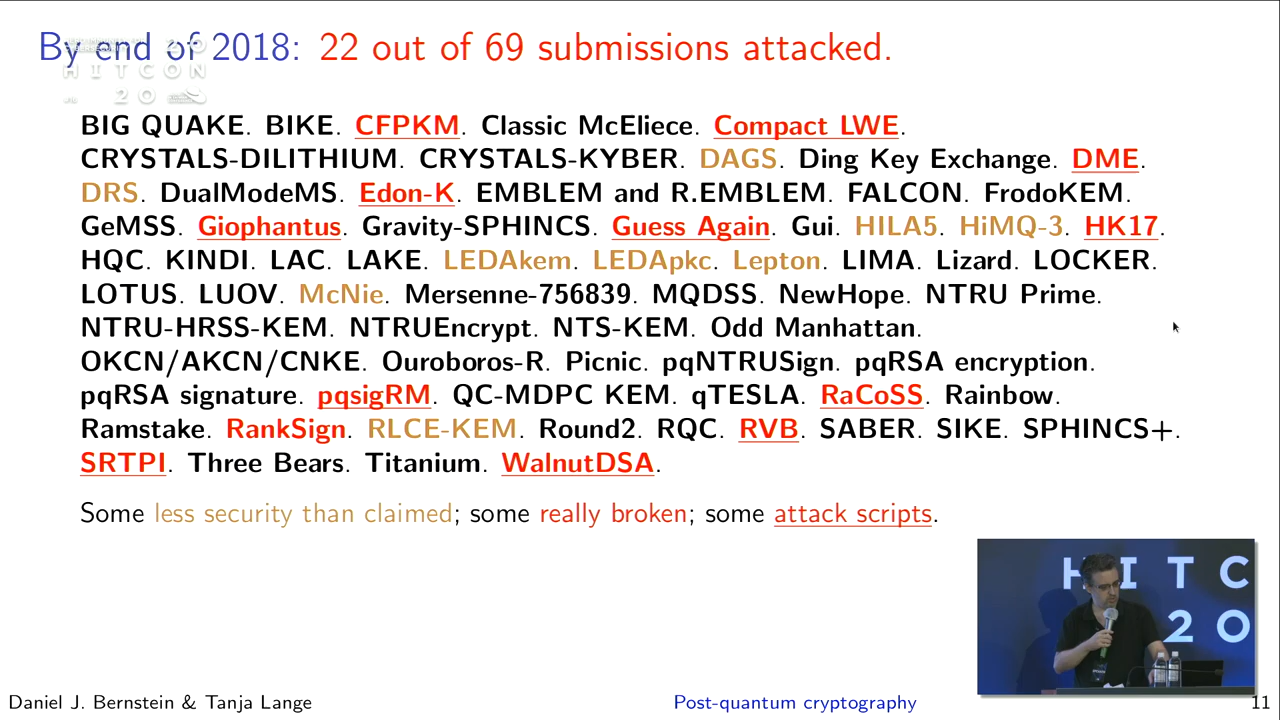 By end of 2018: 22 out of 69 submissions attacked.
HITCON
20
BIG QUAKE. BIKE. CFPKM. Classic McEliece. Compact LWE.
CRYSTALS-DILITHIUM. CRYSTALS-KYBER. DAGS. Ding Key Exchange. DME.
DRS. DualModeMS. Edon-K. EMBLEM and R.EMBLEM. FALCON. FrodoKEM.
GeMSS. Giophantus. Gravity-SPHINCS. Guess Again. Gui. HILA5. HiMQ-3. HK17.
HQC. KINDI. LAC. LAKE. LEDAkem. LEDApkc. Lepton. LIMA. Lizard. LOCKER.
LOTUS. LUOV. McNie. Mersenne-756839. MQDSS. NewHope. NTRU Prime.
NTRU-HRSS-KEM. NTRUEncrypt. NTS-KEM. Odd Manhattan.
OKCN/AKCN/CNKE. Ouroboros-R. Picnic. pqNTRUSign. pqRSA encryption.
pqRSA signature. pqsigRM. QC-MDPC KEM. qTESLA. RaCoSS. Rainbow.
Ramstake. RankSign. RLCE-KEM. Round2. RQC. RVB. SABER. SIKE. SPHINCS+.
SRTPI. Three Bears. Titanium. WalnutDSA.
Some less security than claimed; some really broken; some attack scripts.
HITC
20
Daniel J. Bernstein & Tanja Lange
Post-quantum cryptography
11